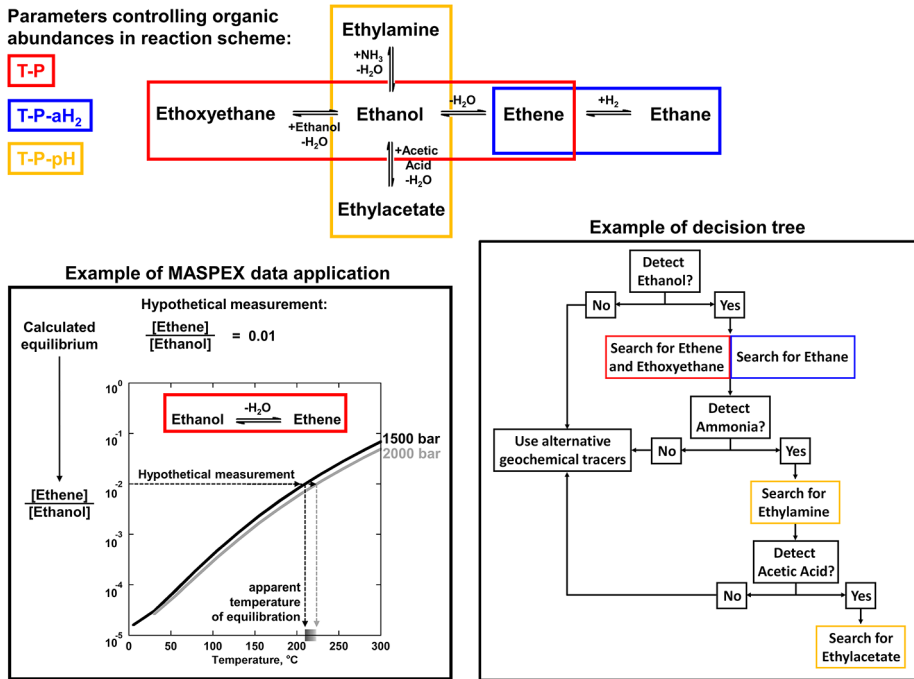 Parameters controlling organic
abundances in reaction scheme:
T-P
T-P-aH₂
T-P-pH
Ethylamine
+NH₃
-H₂O
Ethoxyethane
+Ethanol
-H₂O
Ethanol
-H₂O
Ethene
+H₂
Ethane
+Acetic
Acid
-H₂O
Ethylacetate
Example of MASPEX data application
Hypothetical measurement:
[Ethene]
[Ethanol]
= 0.01
Calculated
equilibrium
[Ethene]
[Ethanol]
10⁰
10⁻¹
10⁻²
10⁻³
10⁻⁴
10⁻⁵
Ethanol
-H₂O
Ethene
1500 bar
2000 bar
Hypothetical measurement
apparent
temperature
of equilibration
0 50 100 150 200 250 300
Temperature, °C
Example of decision tree
Detect
Ethanol?
No
Yes
Search for Ethene
and Ethoxyethane
Search for Ethane
Detect
Ammonia?
Use alternative
geochemical tracers
No
Yes
Search for
Ethylamine
Detect
Acetic Acid?
No
Yes
Search for
Ethylacetate